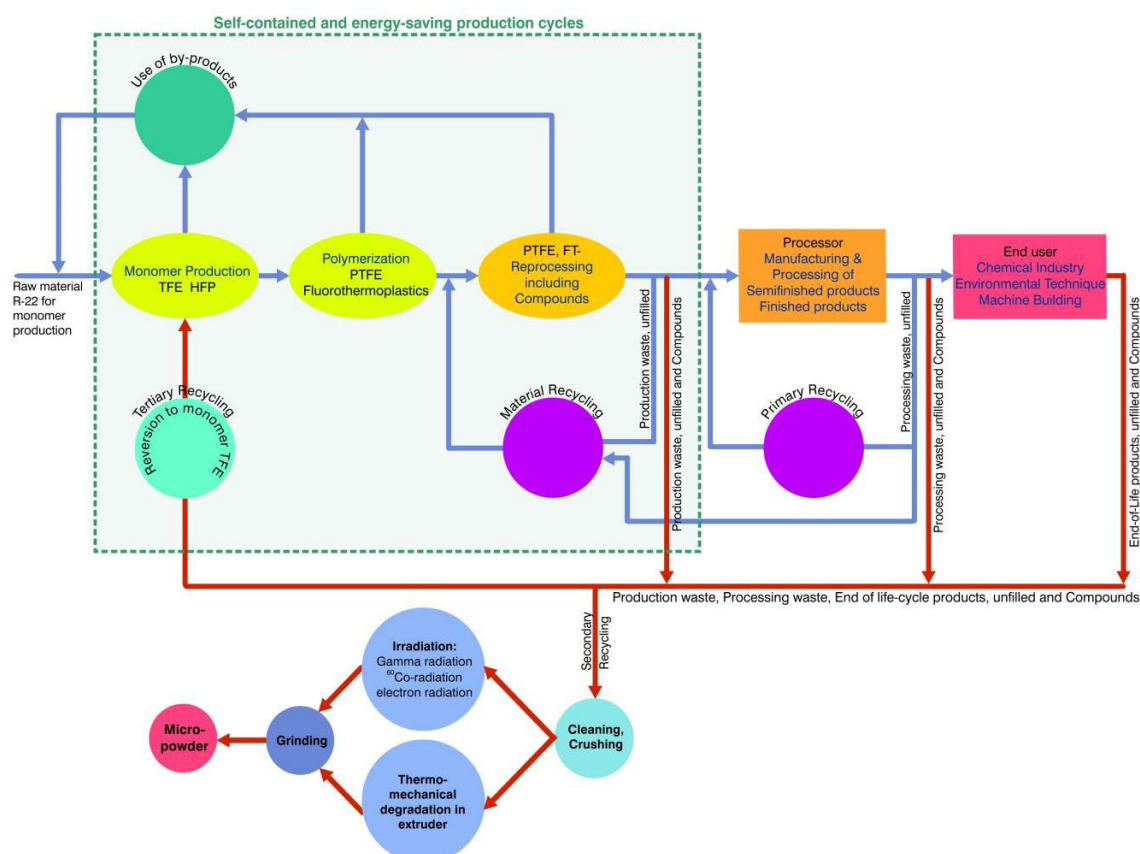 Self-contained and energy-saving production cycles
Use of by-products
Raw material
R-22 for
monomer
production
Monomer Production
TFE HFP
Polymerization
PTFE
Fluorothermoplastics
PTFE, FT-
Reprocessing
including
Compounds
Processor
Manufacturing &
Processing of
Semifinished products
Finished products
End user
Chemical Industry
Environmental Technique
Machine Building
Tertiary Recycling
Reversion to monomer TFE
Material Recycling
Production waste, unfilled
Production waste, unfilled and Compounds
Primary Recycling
Processing waste, unfilled
Processing waste, unfilled and Compounds
End-of-Life products, unfilled and Compounds
Production waste, Processing waste, End of life-cycle products, unfilled and Compounds
Secondary
Recycling
Irradiation:
Gamma radiation
⁶⁰Co-radiation
electron radiation
Cleaning,
Crushing
Grinding
Micro-
powder
Thermo-
mechanical
degradation in
extruder